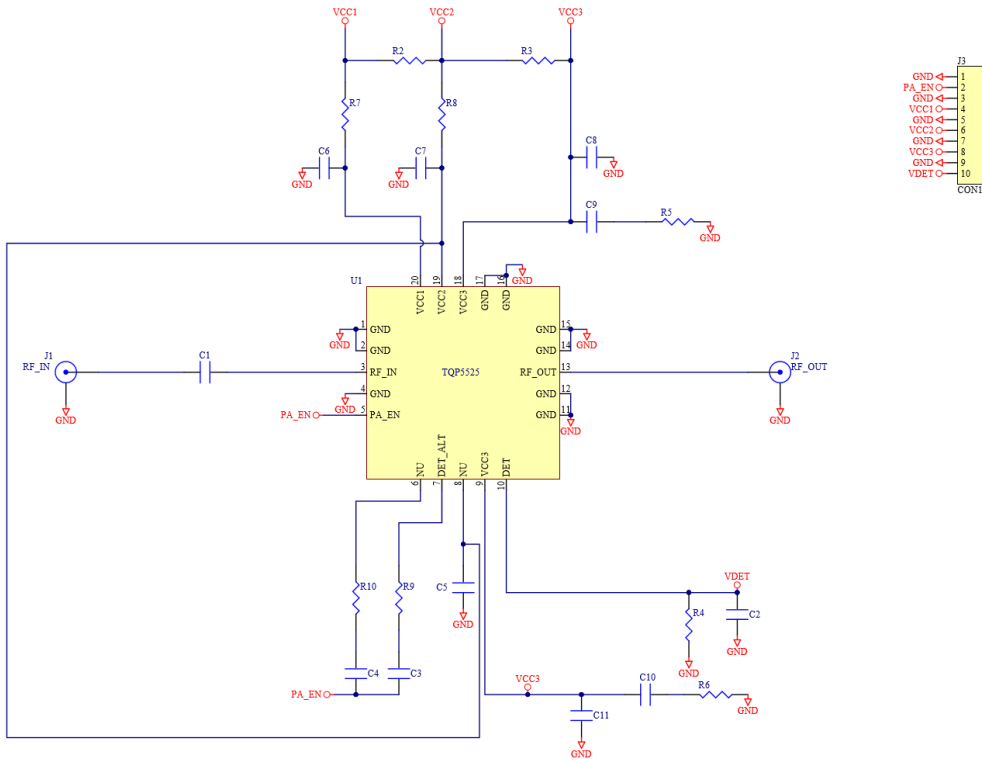 VCC1
VCC2
VCC3
R2
R3
J3
GND 1
PA_EN 2
GND 3
VCC1 4
GND 5
VCC2 6
GND 7
VCC3 8
GND 9
VDET 10
CON1
R7
R8
C6
C7
C8
GND
GND
GND
C9
R5
GND
U1
20
19
18
17
16
GND
VCC1
VCC2
VCC3
GND
GND
1 GND
GND 15
GND
GND
2 GND
GND 14
J1
RF_IN
C1
3 RF_IN
TQP5525
RF_OUT 13
J2
RF_OUT
4 GND
GND 12
GND
PA_EN
5 PA_EN
GND 11
GND
GND
GND
NU
DET_ALT
NU
VCC3
DET
6
7
8
9
10
R10
R9
C5
GND
VDET
R4
C2
GND
GND
C4
C3
PA_EN
VCC3
C10
R6
GND
C11
GND